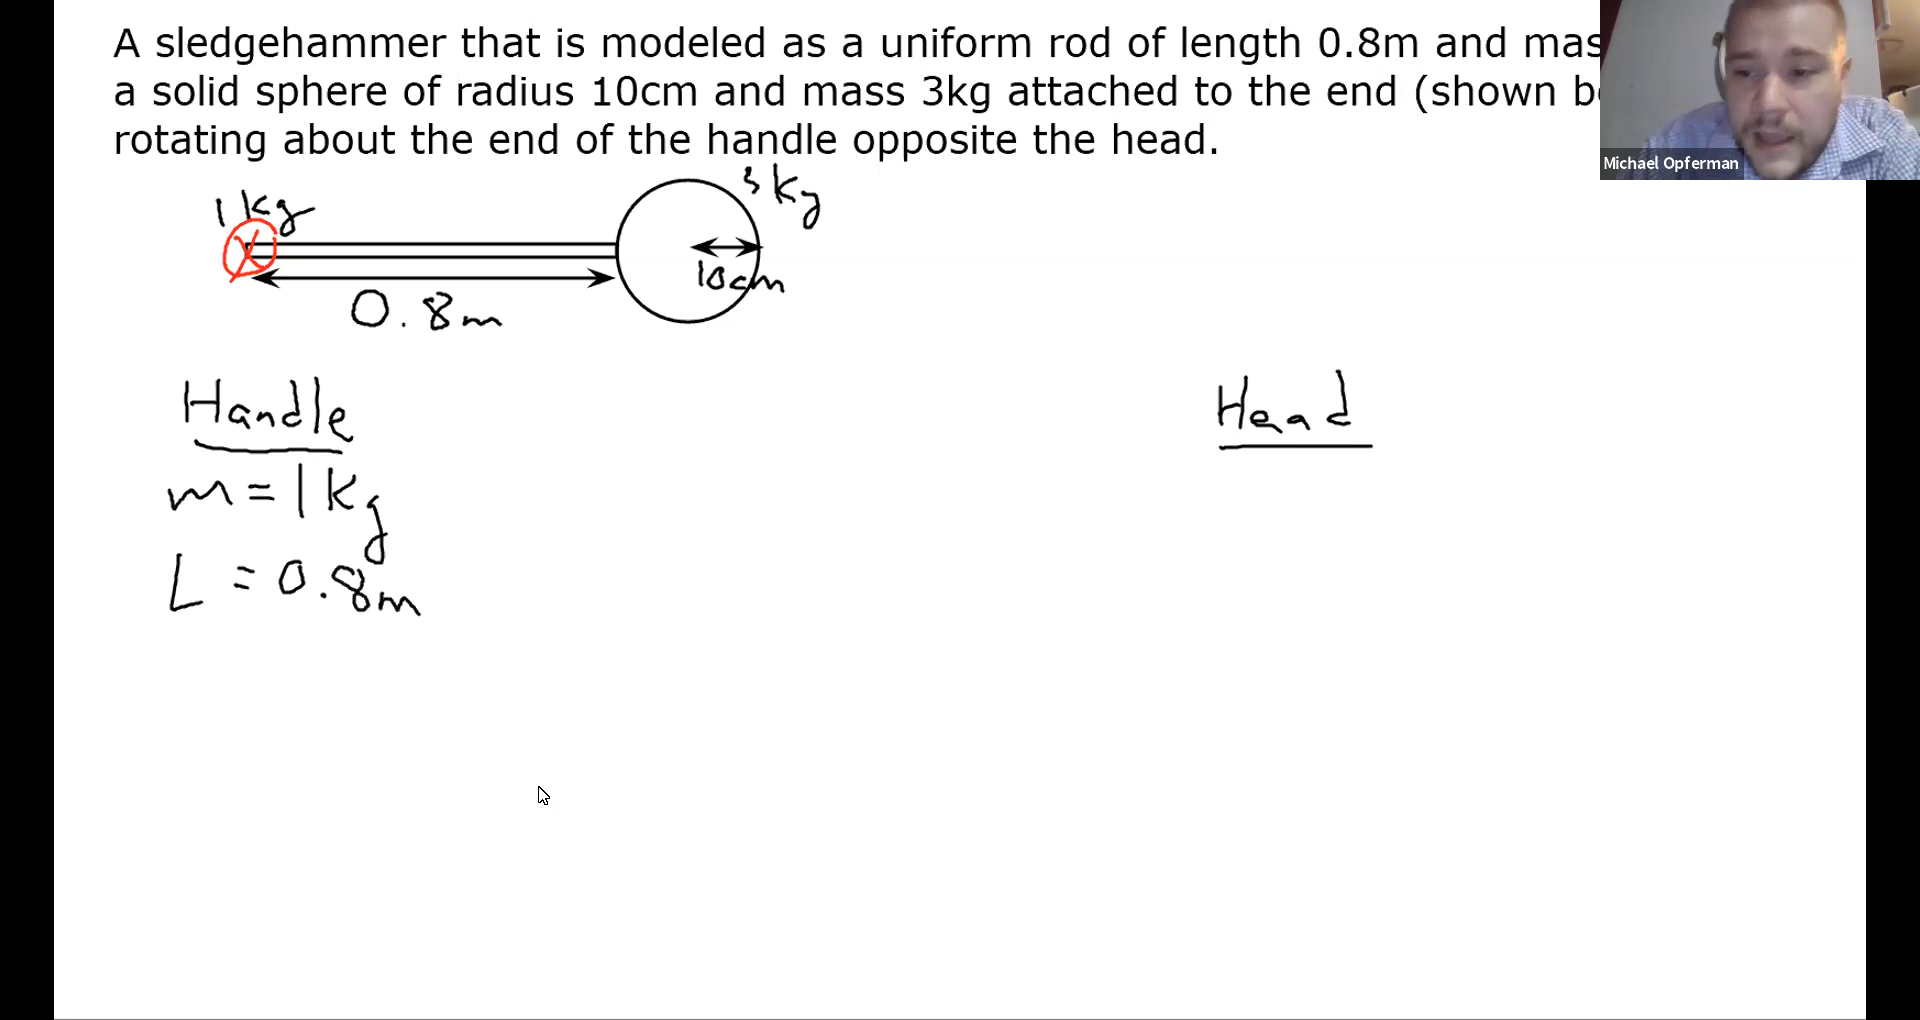 A sledgehammer that is modeled as a uniform rod of length 0.8m and
a solid sphere of radius 10cm and mass 3kg attached to the end (shown
rotating about the end of the handle opposite the head.
Michael Opferman
1kg
3kg
10cm
0.8m
Handle
Head
m=1kg
L=0.8m